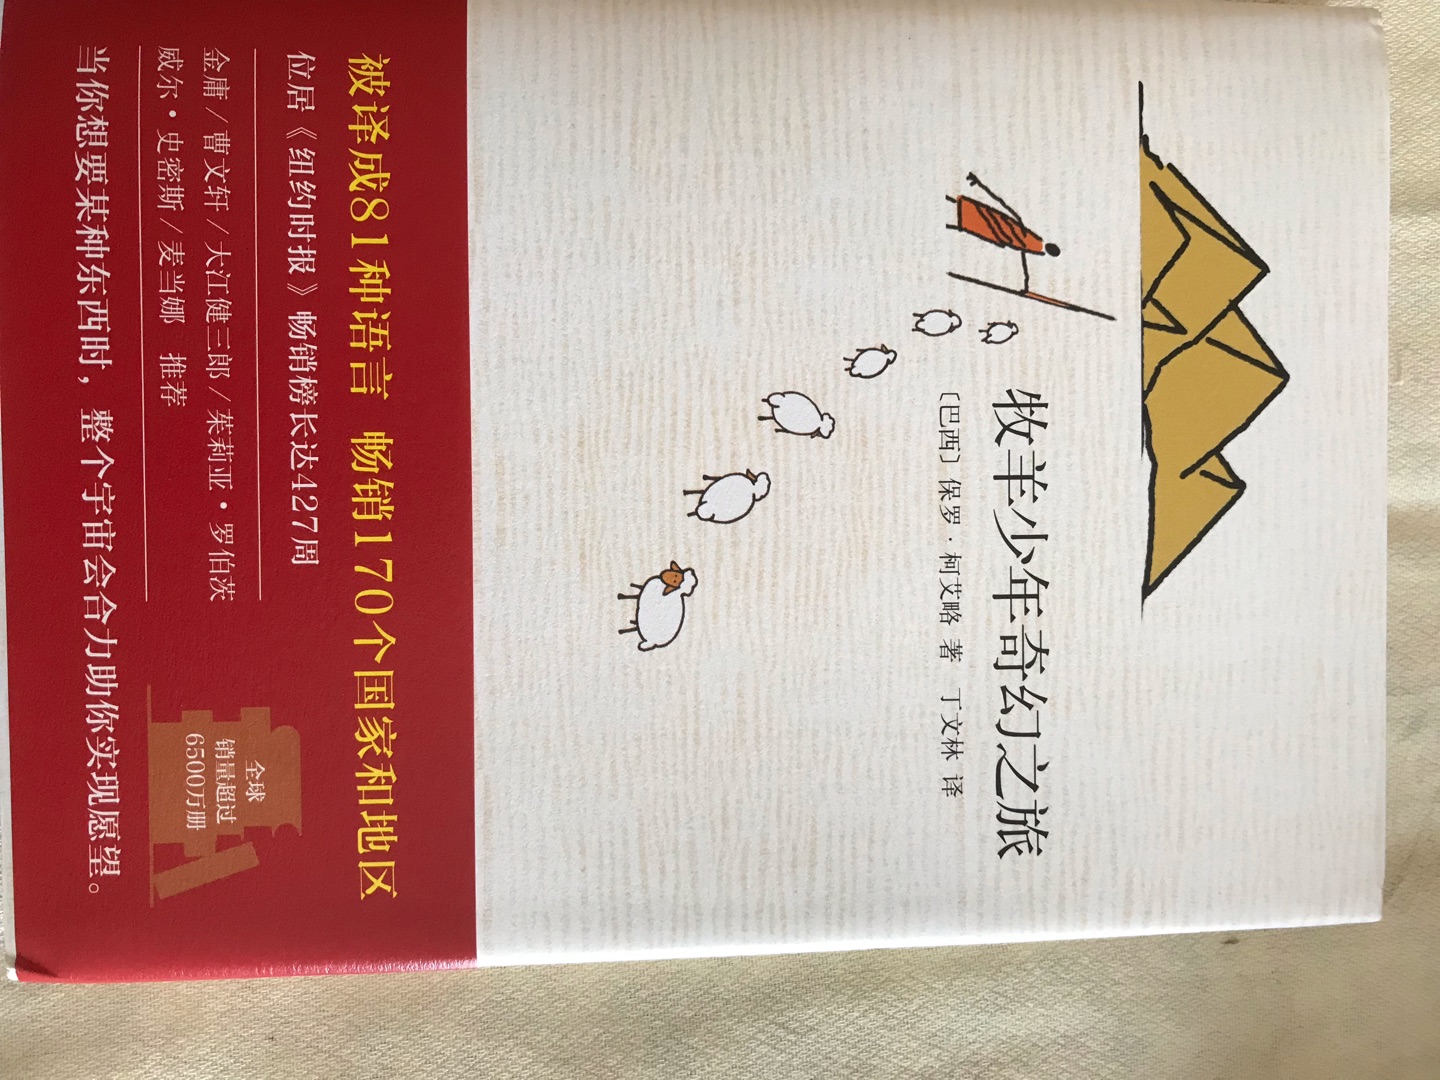 牧羊少年奇幻之旅
〔巴西〕保罗·柯艾略 著 丁文林 译
被译成81种语言 畅销170个国家和地区
位居《纽约时报》畅销榜长达427周
金庸/曹文轩/大江健三郎/茱莉亚·罗伯茨
威尔·史密斯/麦当娜 推荐
全球
销量超过
6500万册
当你想要某种东西时，整个宇宙会合力助你实现愿望。